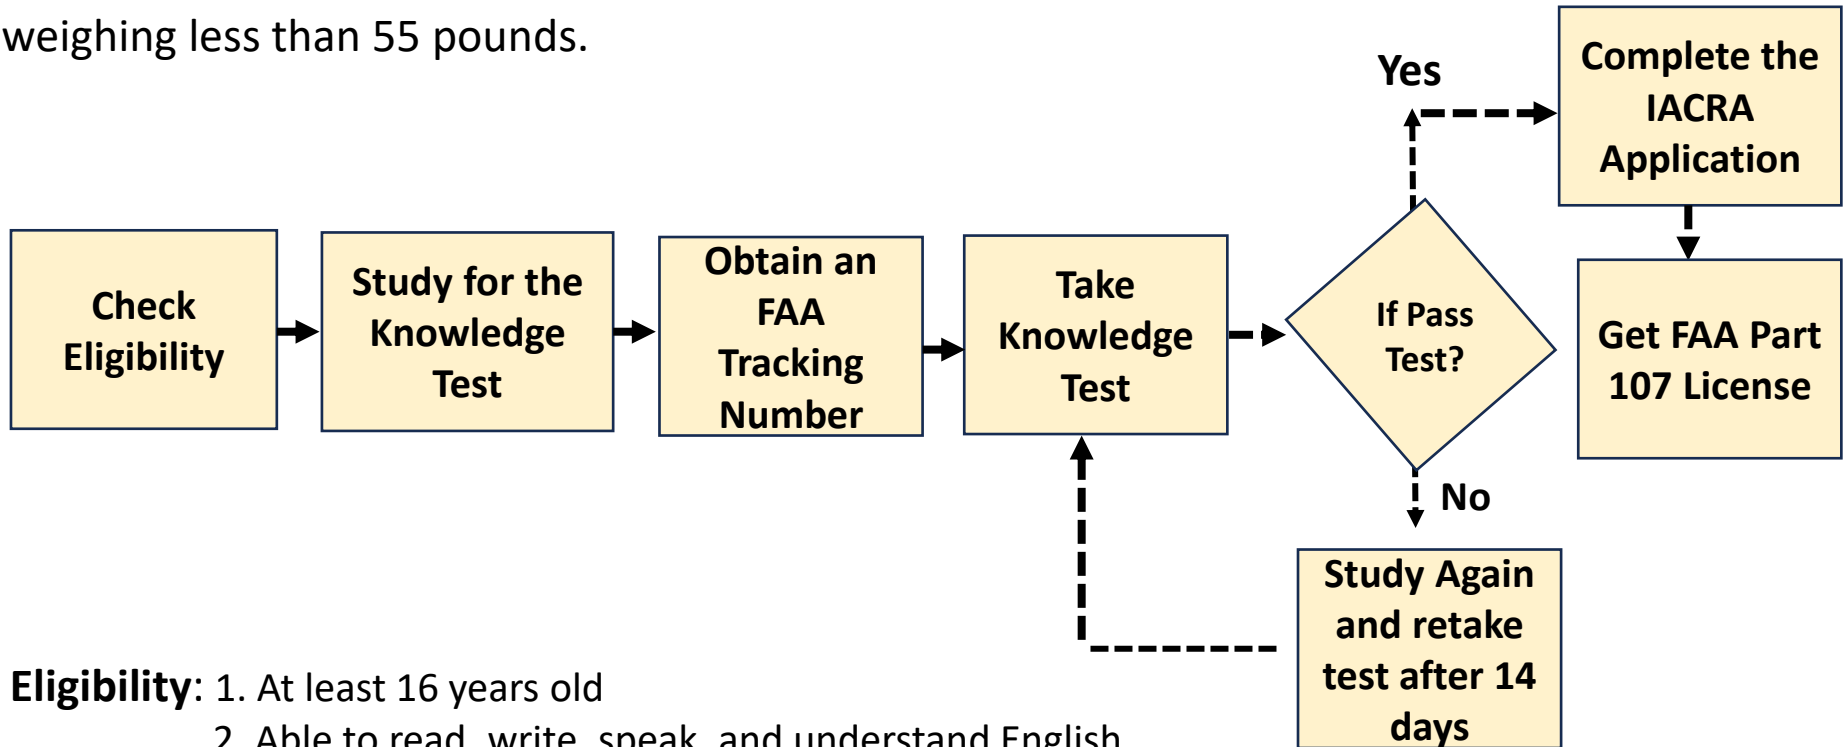 weighing less than 55 pounds.
Yes
Complete the
IACRA
Application
Check
Eligibility
Study for the
Knowledge
Test
Obtain an
FAA
Tracking
Number
Take
Knowledge
Test
If Pass
Test?
Get FAA Part
107 License
No
Study Again
and retake
test after 14
days
Eligibility: 1. At least 16 years old
2. Able to read, write, speak, and understand English